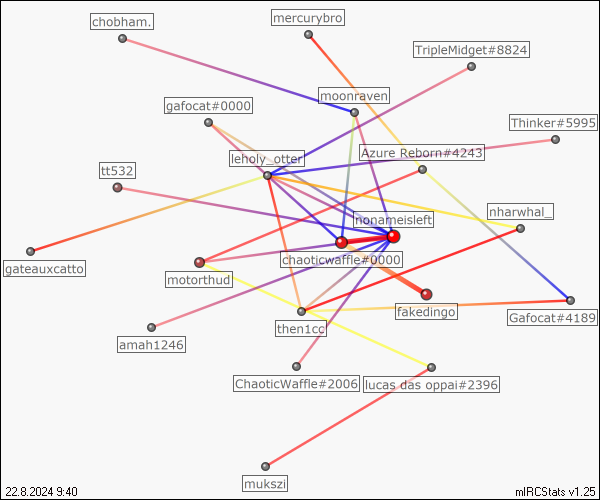 chobham.
mercurybro
TripleMidget#8824
moonraven
gafocat#0000
Thinker#5995
leholy_otter
Azure Reborn#4243
tt532
nharwhal_
nonameisleft
chaoticwaffle#0000
gateauxcatto
motorthud
fakedingo
Gafocat#4189
then1cc
amah1246
ChaoticWaffle#2006
lucas das oppai#2396
mukszi
22.8.2024 9:40
mIRCStats v1.25